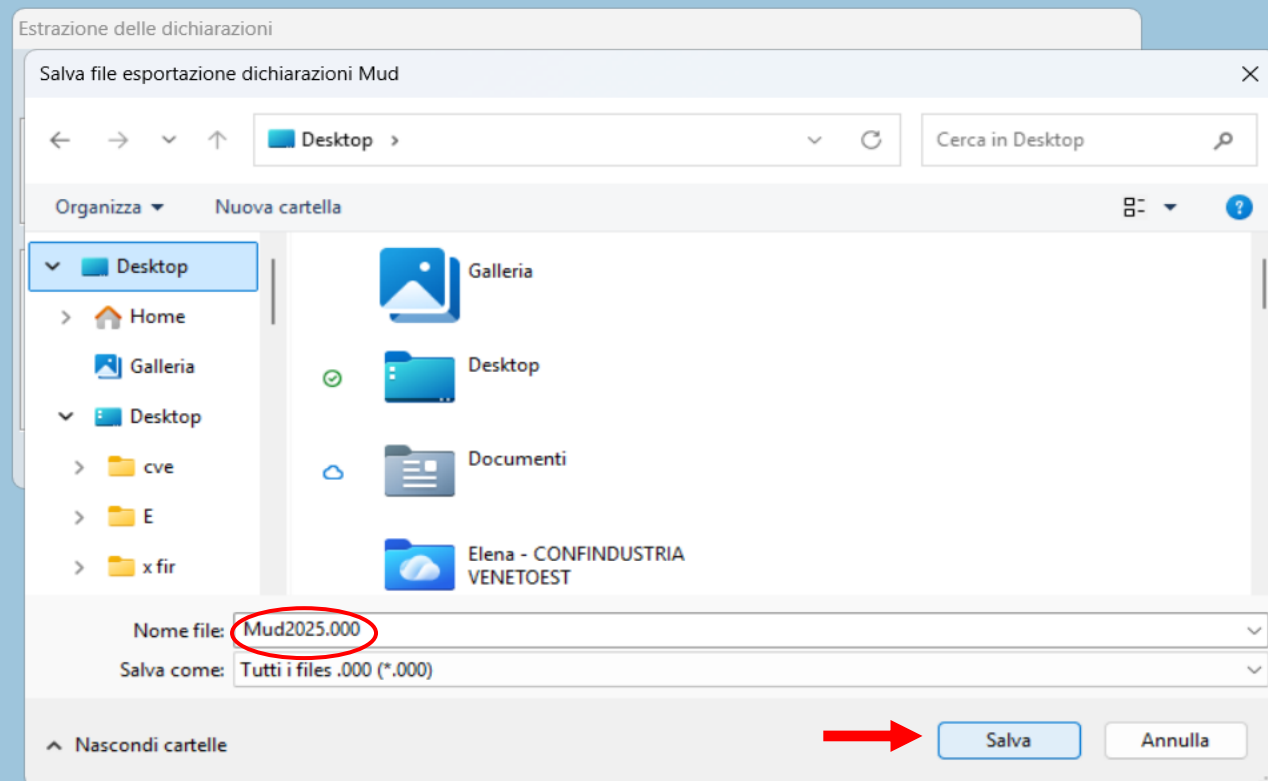 Estrazione delle dichiarazioni
Salva file esportazione dichiarazioni Mud
Desktop
Cerca in Desktop
Organizza
Nuova cartella
?
Desktop
Home
Galleria
Desktop
cve
E
x fir
Galleria
Desktop
Documenti
Elena - CONFINDUSTRIA
VENETOEST
Nome file: Mud2025.000
Salva come: Tutti i files .000 (*.000)
Nascondi cartelle
Salva
Annulla